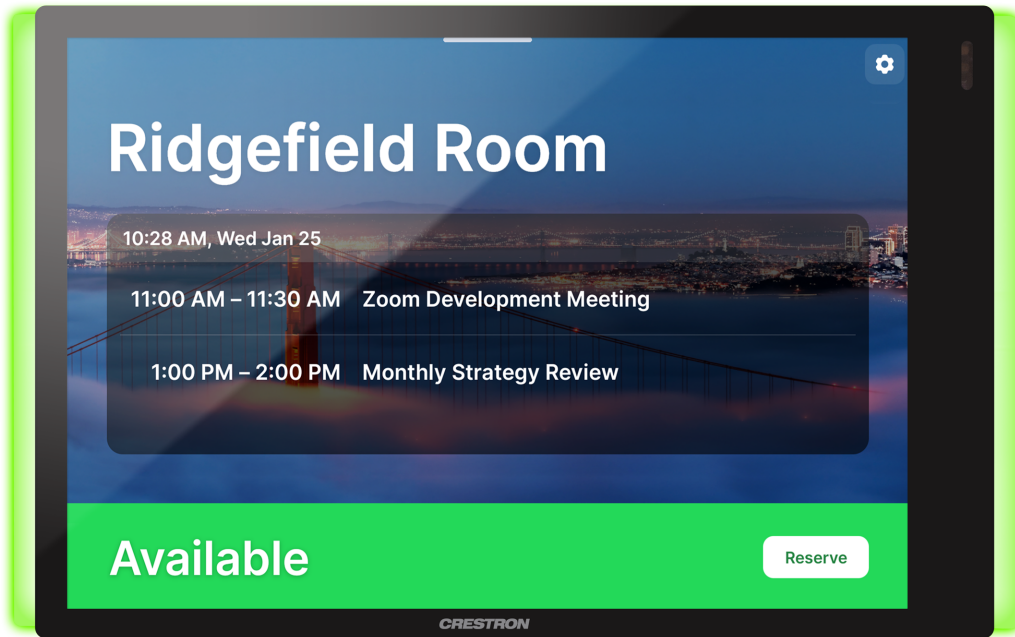 Ridgefield Room
10:28 AM, Wed Jan 25
11:00 AM – 11:30 AM Zoom Development Meeting
1:00 PM – 2:00 PM Monthly Strategy Review
Available
Reserve
CRESTRON